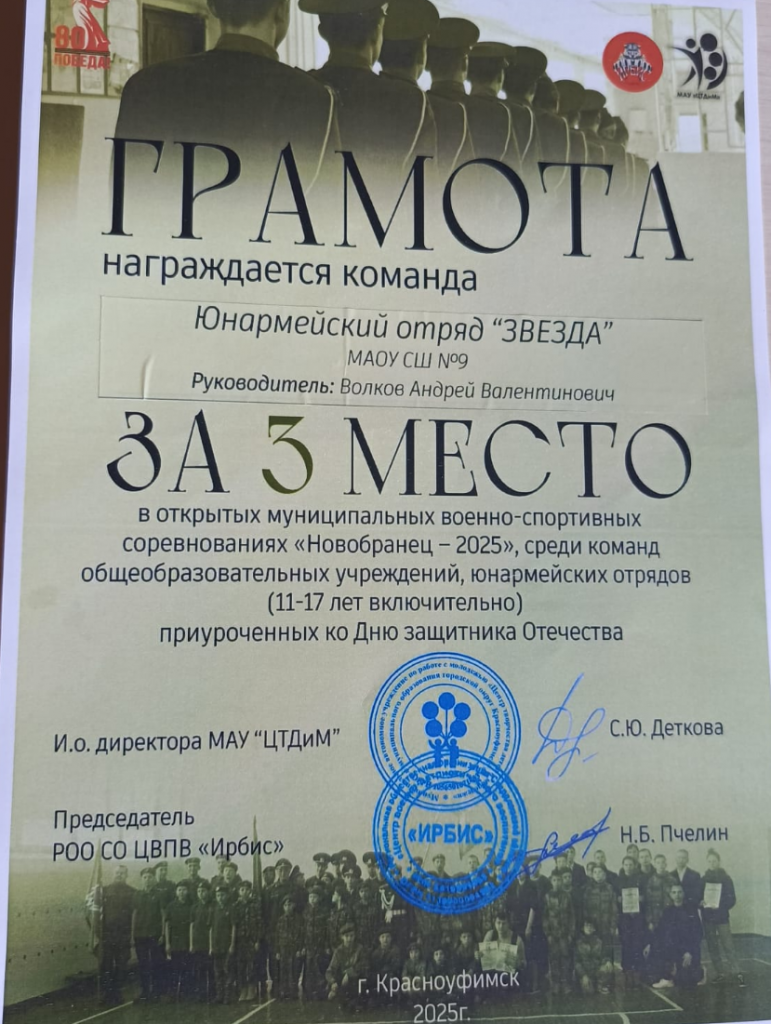 80
ПОБЕДА!
МАУ «ЦТДиМ»
ГРАМОТА
награждается команда
Юнармейский отряд “ЗВЕЗДА”
МАОУ СШ №9
Руководитель: Волков Андрей Валентинович
ЗА 3 МЕСТО
в открытых муниципальных военно-спортивных
соревнованиях «Новобранец – 2025», среди команд
общеобразовательных учреждений, юнармейских отрядов
(11-17 лет включительно)
приуроченных ко Дню защитника Отечества
И.о. директора МАУ “ЦТДиМ”
С.Ю. Деткова
Председатель
РОО СО ЦВПВ «Ирбис»
«ИРБИС»
Н.Б. Пчелин
г. Красноуфимск
2025г.